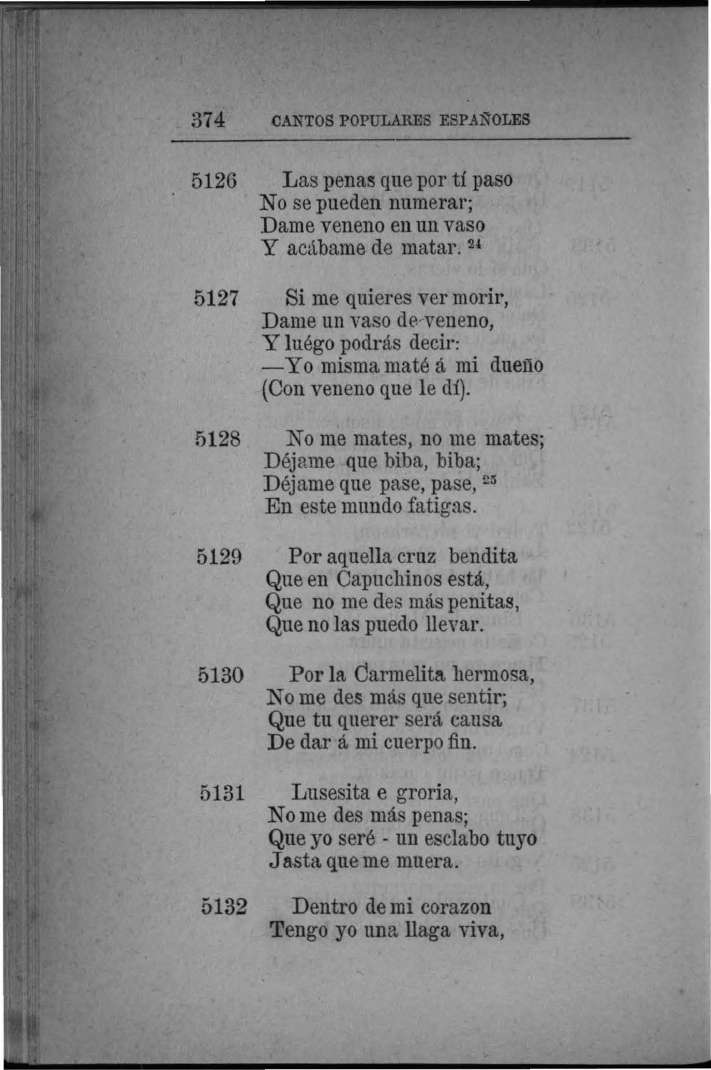 374 CANTOS POPULARES ESPAÑOLES
5126 Las penas que por tí paso
No se pueden numerar;
Dame veneno en un vaso
Y acábame de matar. 24
5127 Si me quieres ver morir,
Dame un vaso de veneno,
Y luégo podrás decir:
—Yo misma maté á mi dueño
(Con veneno que le dí).
5128 No me mates, no me mates;
Déjame que biba, biba;
Déjame que pase, pase, 25
En este mundo fatigas.
5129 Por aquella cruz bendita
Que en Capuchinos está,
Que no me des más penitas,
Que no las puedo llevar.
5130 Por la Carmelita hermosa,
No me des más que sentir;
Que tu querer será causa
De dar á mi cuerpo fin.
5131 Lusesita e groria,
No me des más penas;
Que yo seré - un esclabo tuyo
Jasta que me muera.
5132 Dentro de mi corazon
Tengo yo una llaga viva,